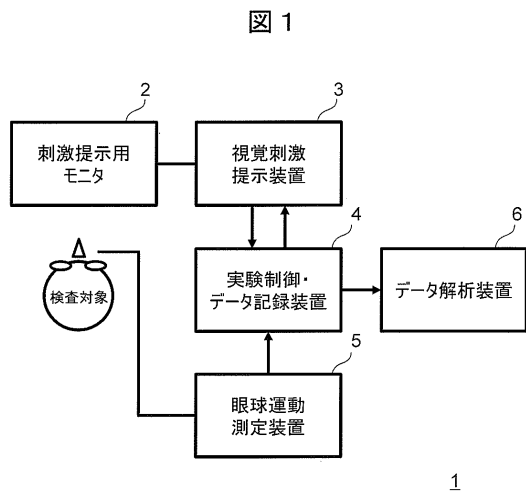 図1
2
刺激提示用
モニタ
3
視覚刺激
提示装置
4
実験制御・
データ記録装置
6
データ解析装置
検査対象
5
眼球運動
測定装置
1